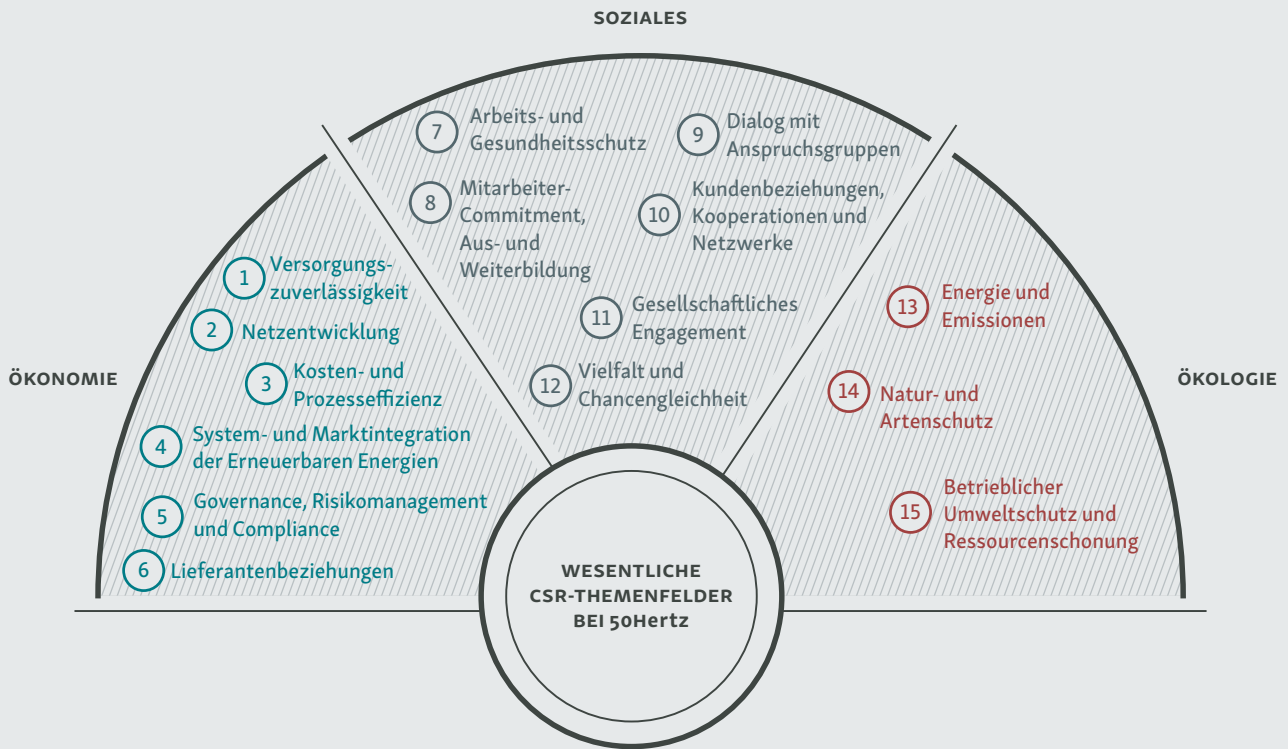 SOZIALES
ÖKONOMIE
1 Versorgungs-
zuverlässigkeit
2 Netzentwicklung
3 Kosten- und
Prozesseffizienz
4 System- und Marktintegration
der Erneuerbaren Energien
5 Governance, Risikomanagement
und Compliance
6 Lieferantenbeziehungen
7 Arbeits- und
Gesundheitsschutz
8 Mitarbeiter-
Commitment,
Aus- und
Weiterbildung
9 Dialog mit
Anspruchsgruppen
10 Kundenbeziehungen,
Kooperationen und
Netzwerke
11 Gesellschaftliches
Engagement
12 Vielfalt und
Chancengleichheit
ÖKOLOGIE
13 Energie und
Emissionen
14 Natur- und
Artenschutz
15 Betrieblicher
Umweltschutz und
Ressourcenschonung
WESENTLICHE
CSR-THEMENFELDER
BEI 50Hertz